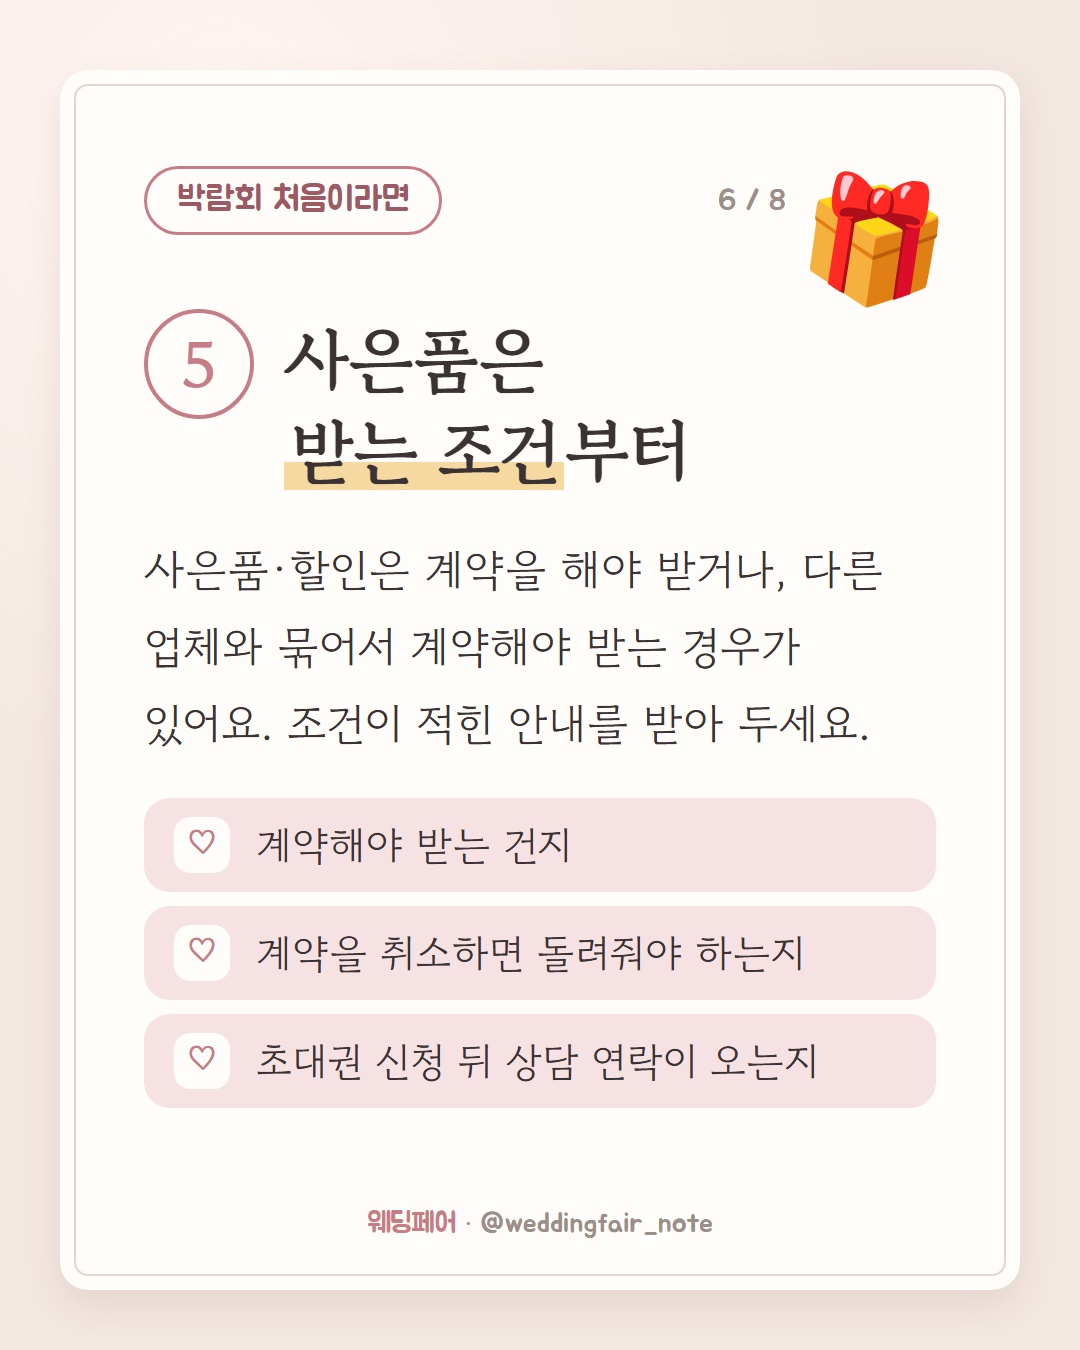 박람회 처음이라면
6 / 8
5
사은품은
받는 조건부터
사은품·할인은 계약을 해야 받거나, 다른
업체와 묶어서 계약해야 받는 경우가
있어요. 조건이 적힌 안내를 받아 두세요.
♡ 계약해야 받는 건지
♡ 계약을 취소하면 돌려줘야 하는지
♡ 초대권 신청 뒤 상담 연락이 오는지
웨딩페어 · @weddingfair_note